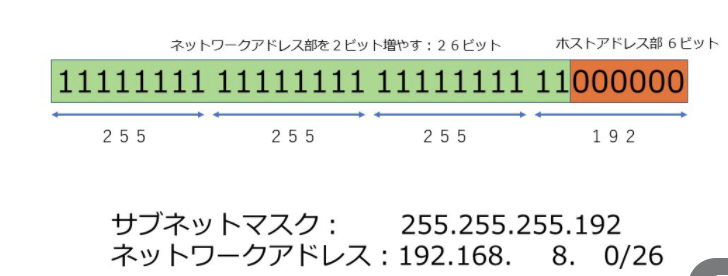 ネットワークアドレス部を２ビット増やす：２６ビット
ホストアドレス部 ６ビット
11111111 11111111 11111111 11000000
２５５ ２５５ ２５５ １９２
サブネットマスク： 255.255.255.192
ネットワークアドレス：192.168. 8. 0/26